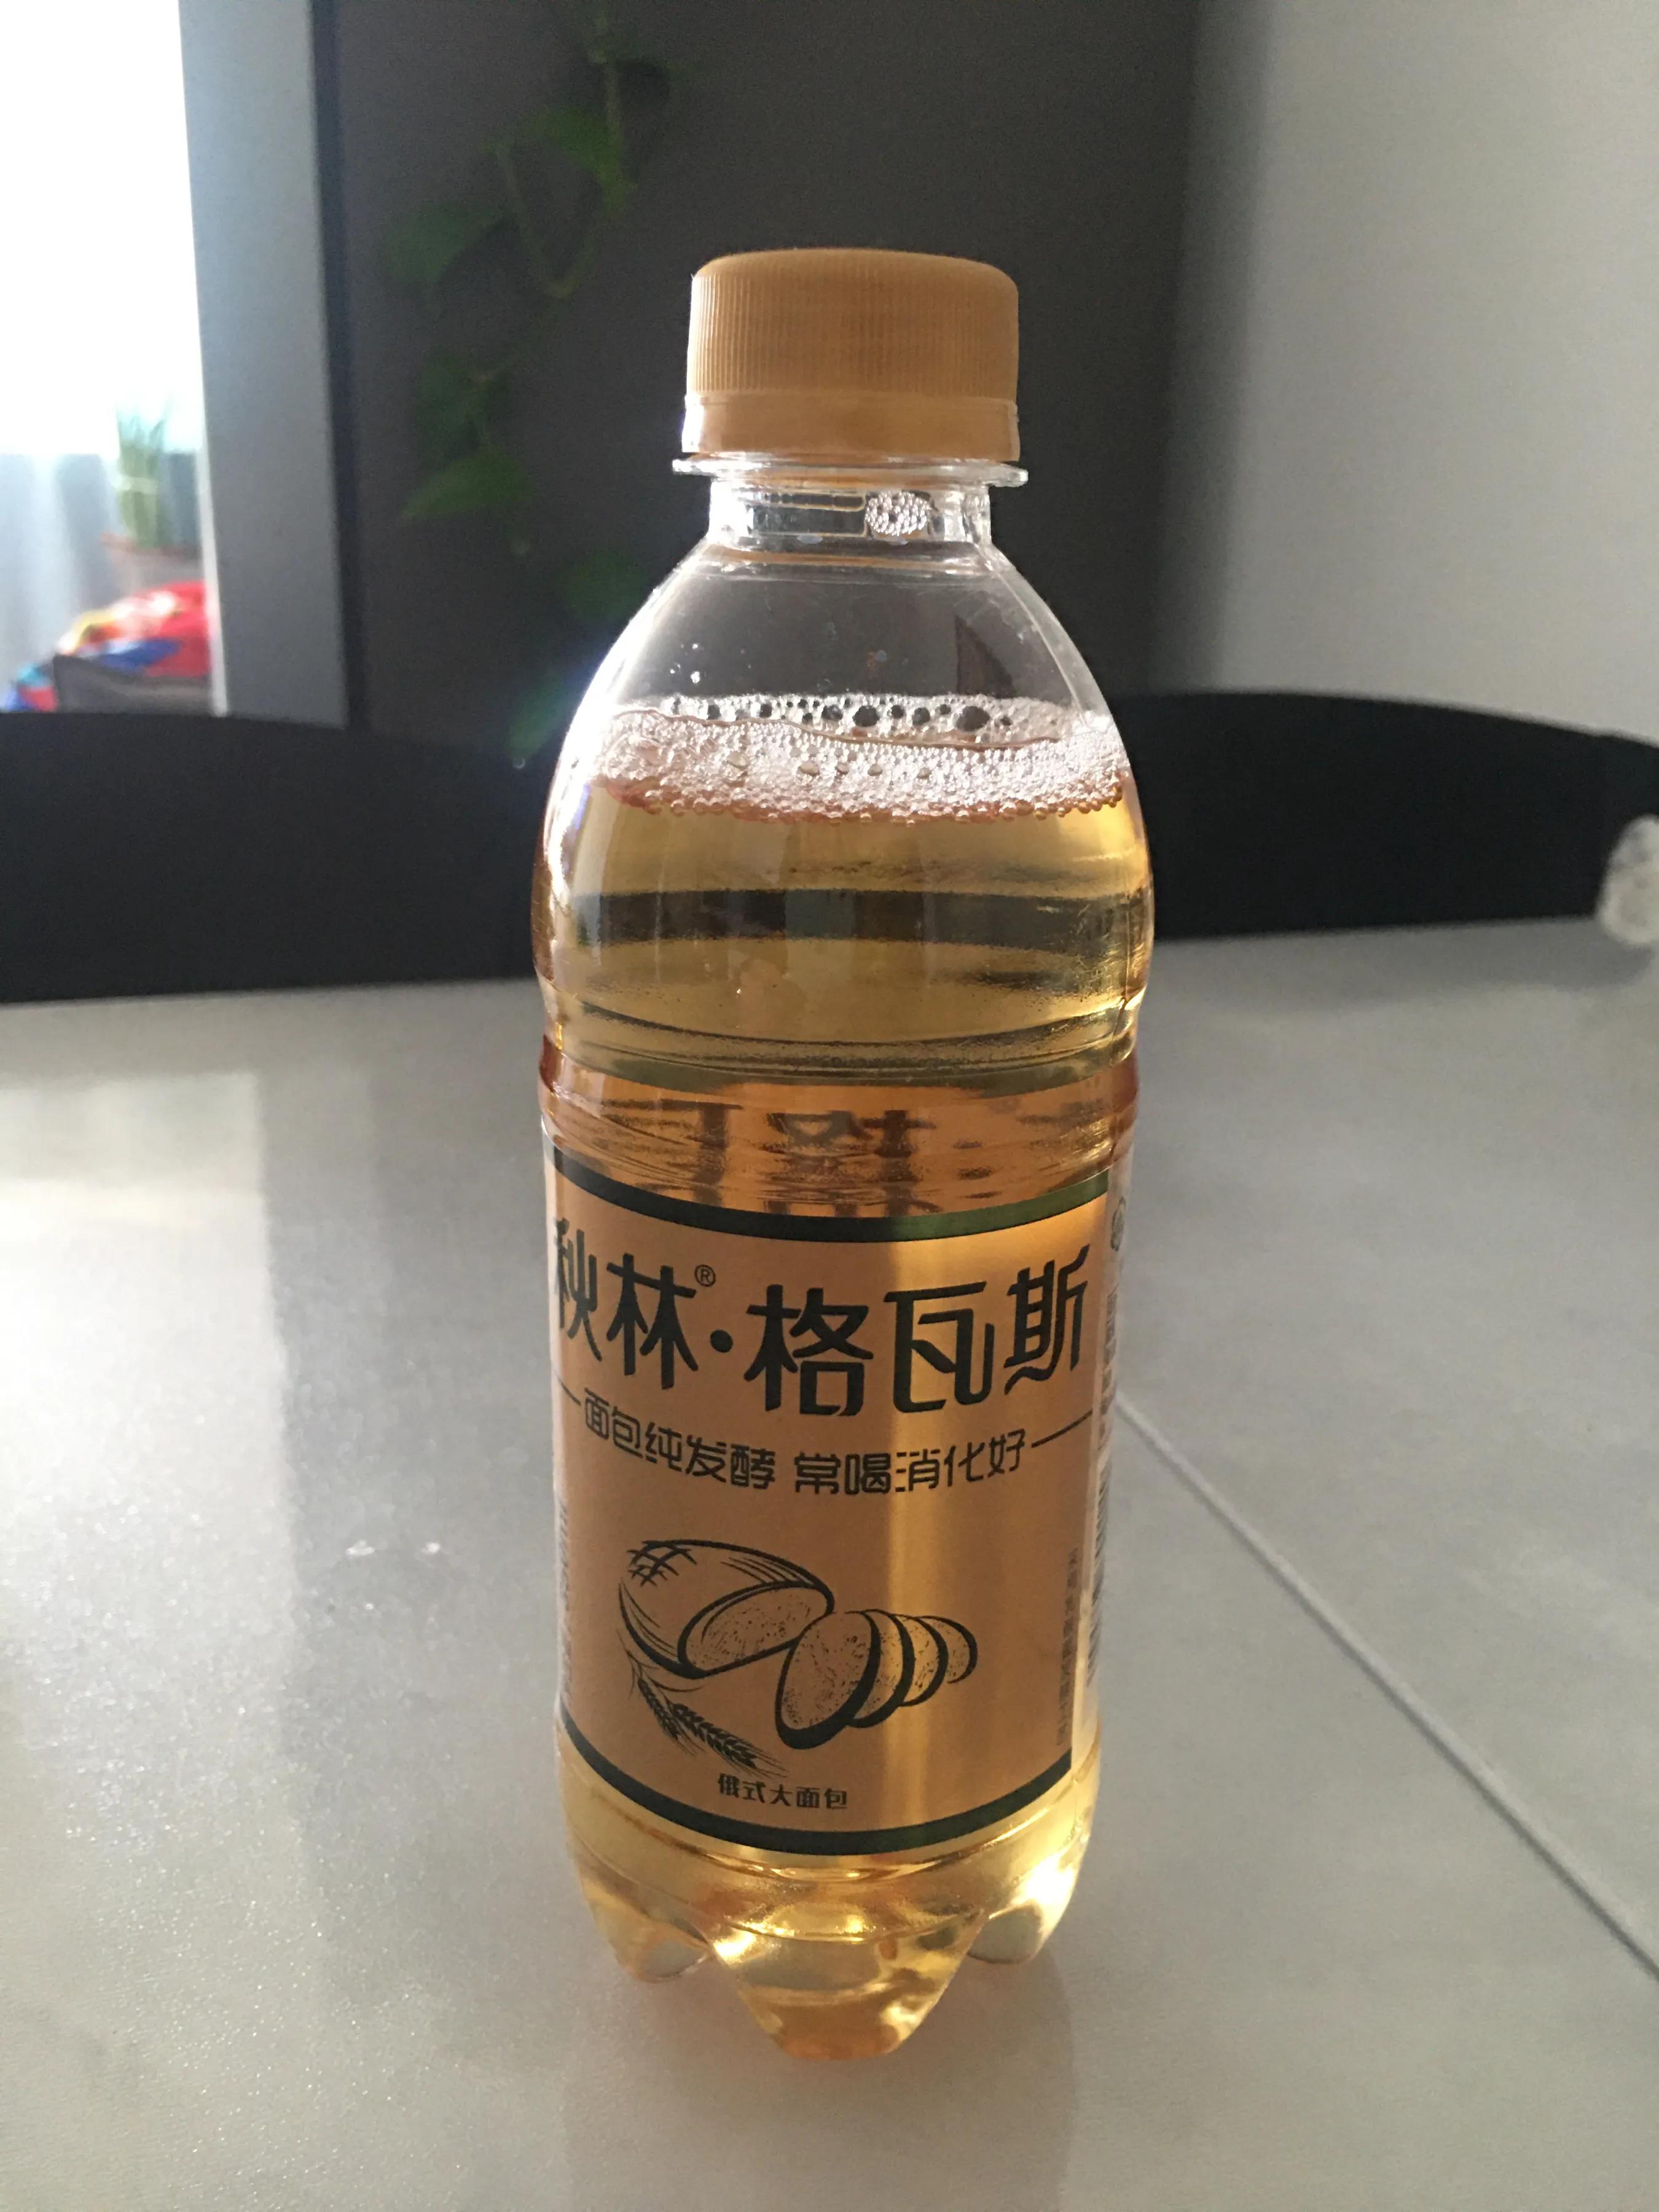 秋林®·格瓦斯
面包纯发酵 常喝消化好
俄式大面包